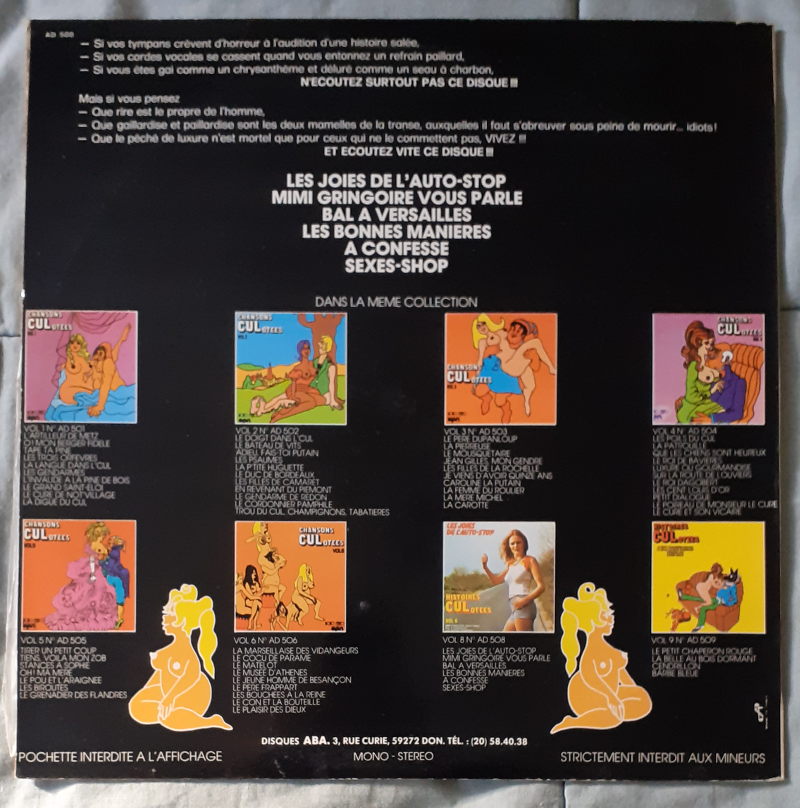 AD 508
— Si vos tympans crèvent d'horreur à l'audition d'une histoire salée,
— Si vos cordes vocales se cassent quand vous entonnez un refrain paillard,
— Si vous êtes gai comme un chrysanthème et déluré comme un seau à charbon,
N'ECOUTEZ SURTOUT PAS CE DISQUE !!!
Mais si vous pensez
— Que rire est le propre de l'homme,
— Que gaillardise et paillardise sont les deux mamelles de la transe, auxquelles il faut s'abreuver sous peine de mourir... idiots!
— Que le péché de luxure n'est mortel que pour ceux qui ne le commettent pas, VIVEZ !!!
ET ECOUTEZ VITE CE DISQUE !!!
LES JOIES DE L'AUTO-STOP
MIMI GRINGOIRE VOUS PARLE
BAL A VERSAILLES
LES BONNES MANIERES
A CONFESSE
SEXES-SHOP
DANS LA MEME COLLECTION
CHANSONS
CULOTEES
VOL 1 N° AD 501
L'ARTILLEUR DE METZ
O! MON BERGER FIDELE
TAPE TA PINE
LES TROIS ORFEVRES
LA LANGUE DANS L'CUL
LES GENDARMES
L'INVALIDE A LA PINE DE BOIS
LE GRAND SAINT-ELOI
LE CURE DE NOT'VILLAGE
LA DIGUE DU CUL
CHANSONS
CULOTEES
VOL.2
VOL 2 N° AD 502
LE DOIGT DANS L'CUL
LE BATEAU DE VITS
ADIEU, FAIS-TOI PUTAIN
LES PSAUMES
LA P'TITE HUGUETTE
LE DUC DE BORDEAUX
LES FILLES DE CAMARET
EN REVENANT DU PIEMONT
LE GENDARME DE REDON
LE CORDONNIER PAMPHILE
TROU DU CUL, CHAMPIGNONS, TABATIERES
CHANSONS
CULOTEES
VOL.3
VOL 3 N° AD 503
LE PERE DUPANLOUP
LA PIERREUSE
LE MOUSQUETAIRE
JEAN GILLES, MON GENDRE
LES FILLES DE LA ROCHELLE
JE VIENS D'AVOIR QUINZE ANS
CAROLINE LA PUTAIN
LA FEMME DU ROULIER
LA MERE MICHEL
LA CAROTTE
CHANSONS
CULOTEES
VOL 4 N° AD 504
LES POILS DU CUL
LA PATROUILLE
QUE LES CHIENS SONT HEUREUX
LE ROI DE BAVIERE
LUXURE OU GOURMANDISE
SUR LA ROUTE DE LOUVIERS
LE ROI DAGOBERT
LES CENT LOUIS D'OR
PETIT DIALOGUE
LE POIREAU DE MONSIEUR LE CURE
LE CURE ET SON VICAIRE
CHANSONS
CULOTEES
VOL.5
VOL 5 N° AD 505
TIRER UN PETIT COUP
TIENS, VOILA MON ZOB
STANCES A SOPHIE
OH! MA MERE
LE POU ET L'ARAIGNEE
LES BIROUTES
LE GRENADIER DES FLANDRES
CHANSONS
CULOTEES
VOL.6
VOL 6 N° AD 506
LA MARSEILLAISE DES VIDANGEURS
LE COCU DE PARAME
LE MATELOT
LE MUSEE D'ATHENES
LE JEUNE HOMME DE BESANÇON
LE PERE FRAPPART
LES BOUCHEES A LA REINE
LE CON ET LA BOUTEILLE
LE PLAISIR DES DIEUX
LES JOIES
DE L'AUTO-STOP
HISTOIRES
CULOTEES
VOL 8 N° AD 508
LES JOIES DE L'AUTO-STOP
MIMI GRINGOIRE VOUS PARLE
BAL A VERSAILLES
LES BONNES MANIERES
A CONFESSE
SEXES-SHOP
HISTOIRES
CULOTEES
VOL 9 N° AD 509
LE PETIT CHAPERON ROUGE
LA BELLE AU BOIS DORMANT
CENDRILLON
BARBE BLEUE
DISQUES ABA. 3, RUE CURIE, 59272 DON. TÉL. : (20) 58.40.38
POCHETTE INTERDITE A L'AFFICHAGE
MONO - STEREO
STRICTEMENT INTERDIT AUX MINEURS